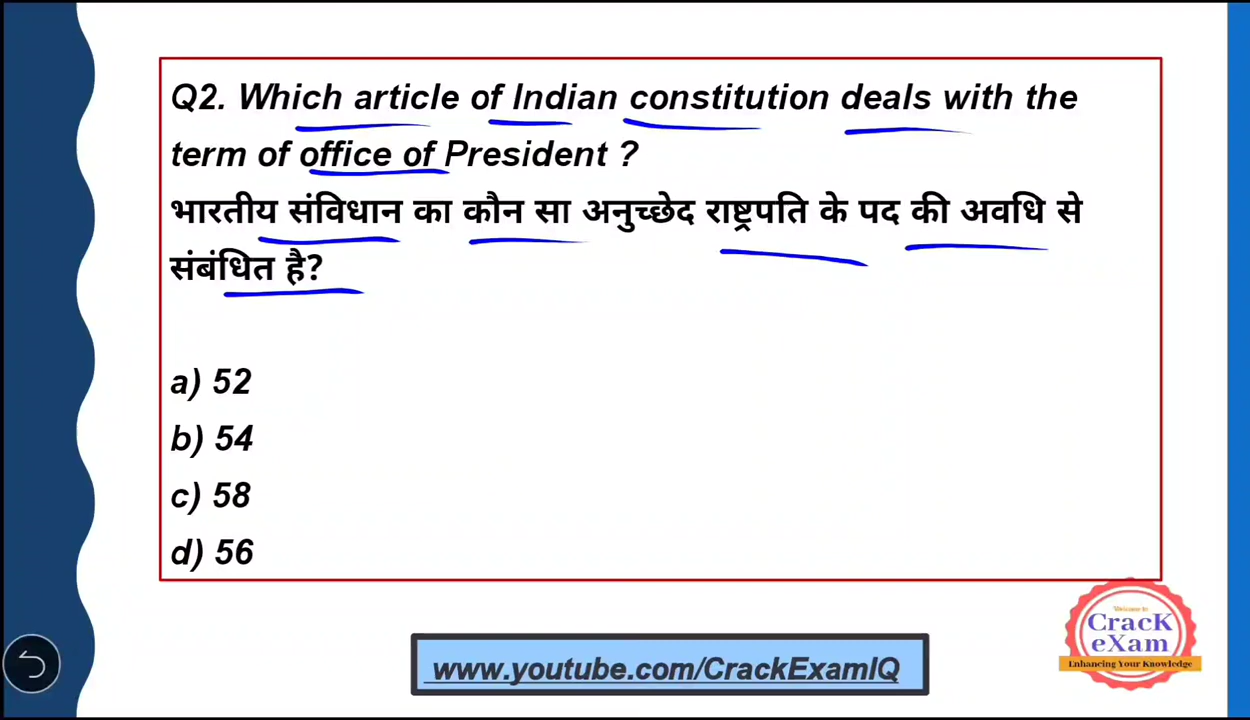 Q2. Which article of Indian constitution deals with the
term of office of President ?
भारतीय संविधान का कौन सा अनुच्छेद राष्ट्रपति के पद की अवधि से
संबंधित है?
a) 52
b) 54
c) 58
d) 56
Welcome to
CracK
eXam
Enhancing Your Knowledge
www.youtube.com/CrackExamIQ